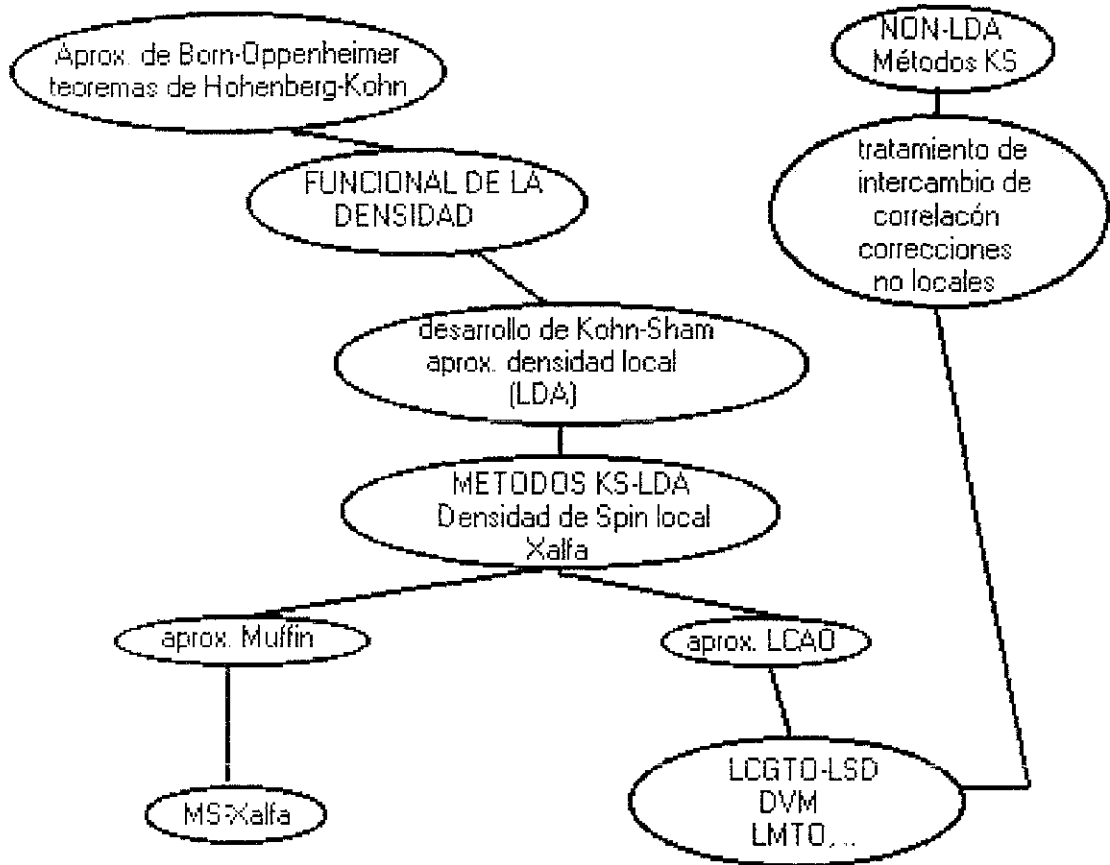 Aprox. de Born-Oppenheimer
teoremas de Hohenberg-Kohn
FUNCIONAL DE LA
DENSIDAD
desarrollo de Kohn-Sham
aprox. densidad local
(LDA)
METODOS KS-LDA
Densidad de Spin local
Xalfa
aprox. Muffin
MS-Xalfa
aprox. LCAO
LCGTO-LSD
DVM
LMTO,...
NON-LDA
Métodos KS
tratamiento de
intercambio de
correlacón
correcciones
no locales